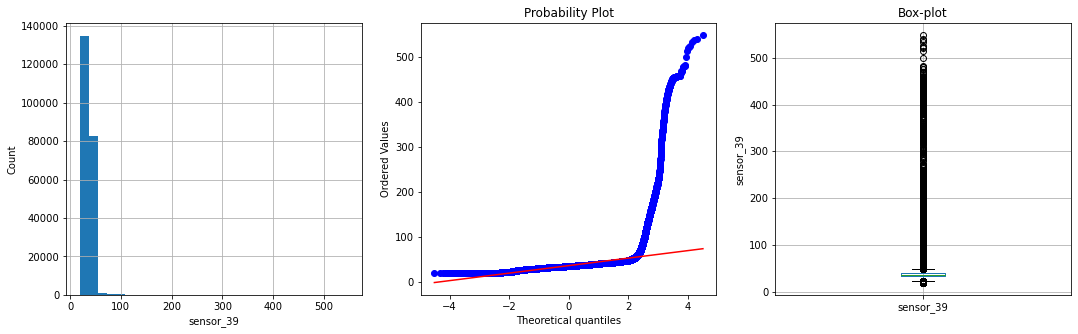 Probability Plot
Box-plot
140000
120000
100000
80000
60000
40000
20000
0
Count
0 100 200 300 400 500
sensor_39
500
400
300
200
100
0
Ordered Values
−4 −2 0 2 4
Theoretical quantiles
500
400
300
200
100
0
sensor_39
sensor_39